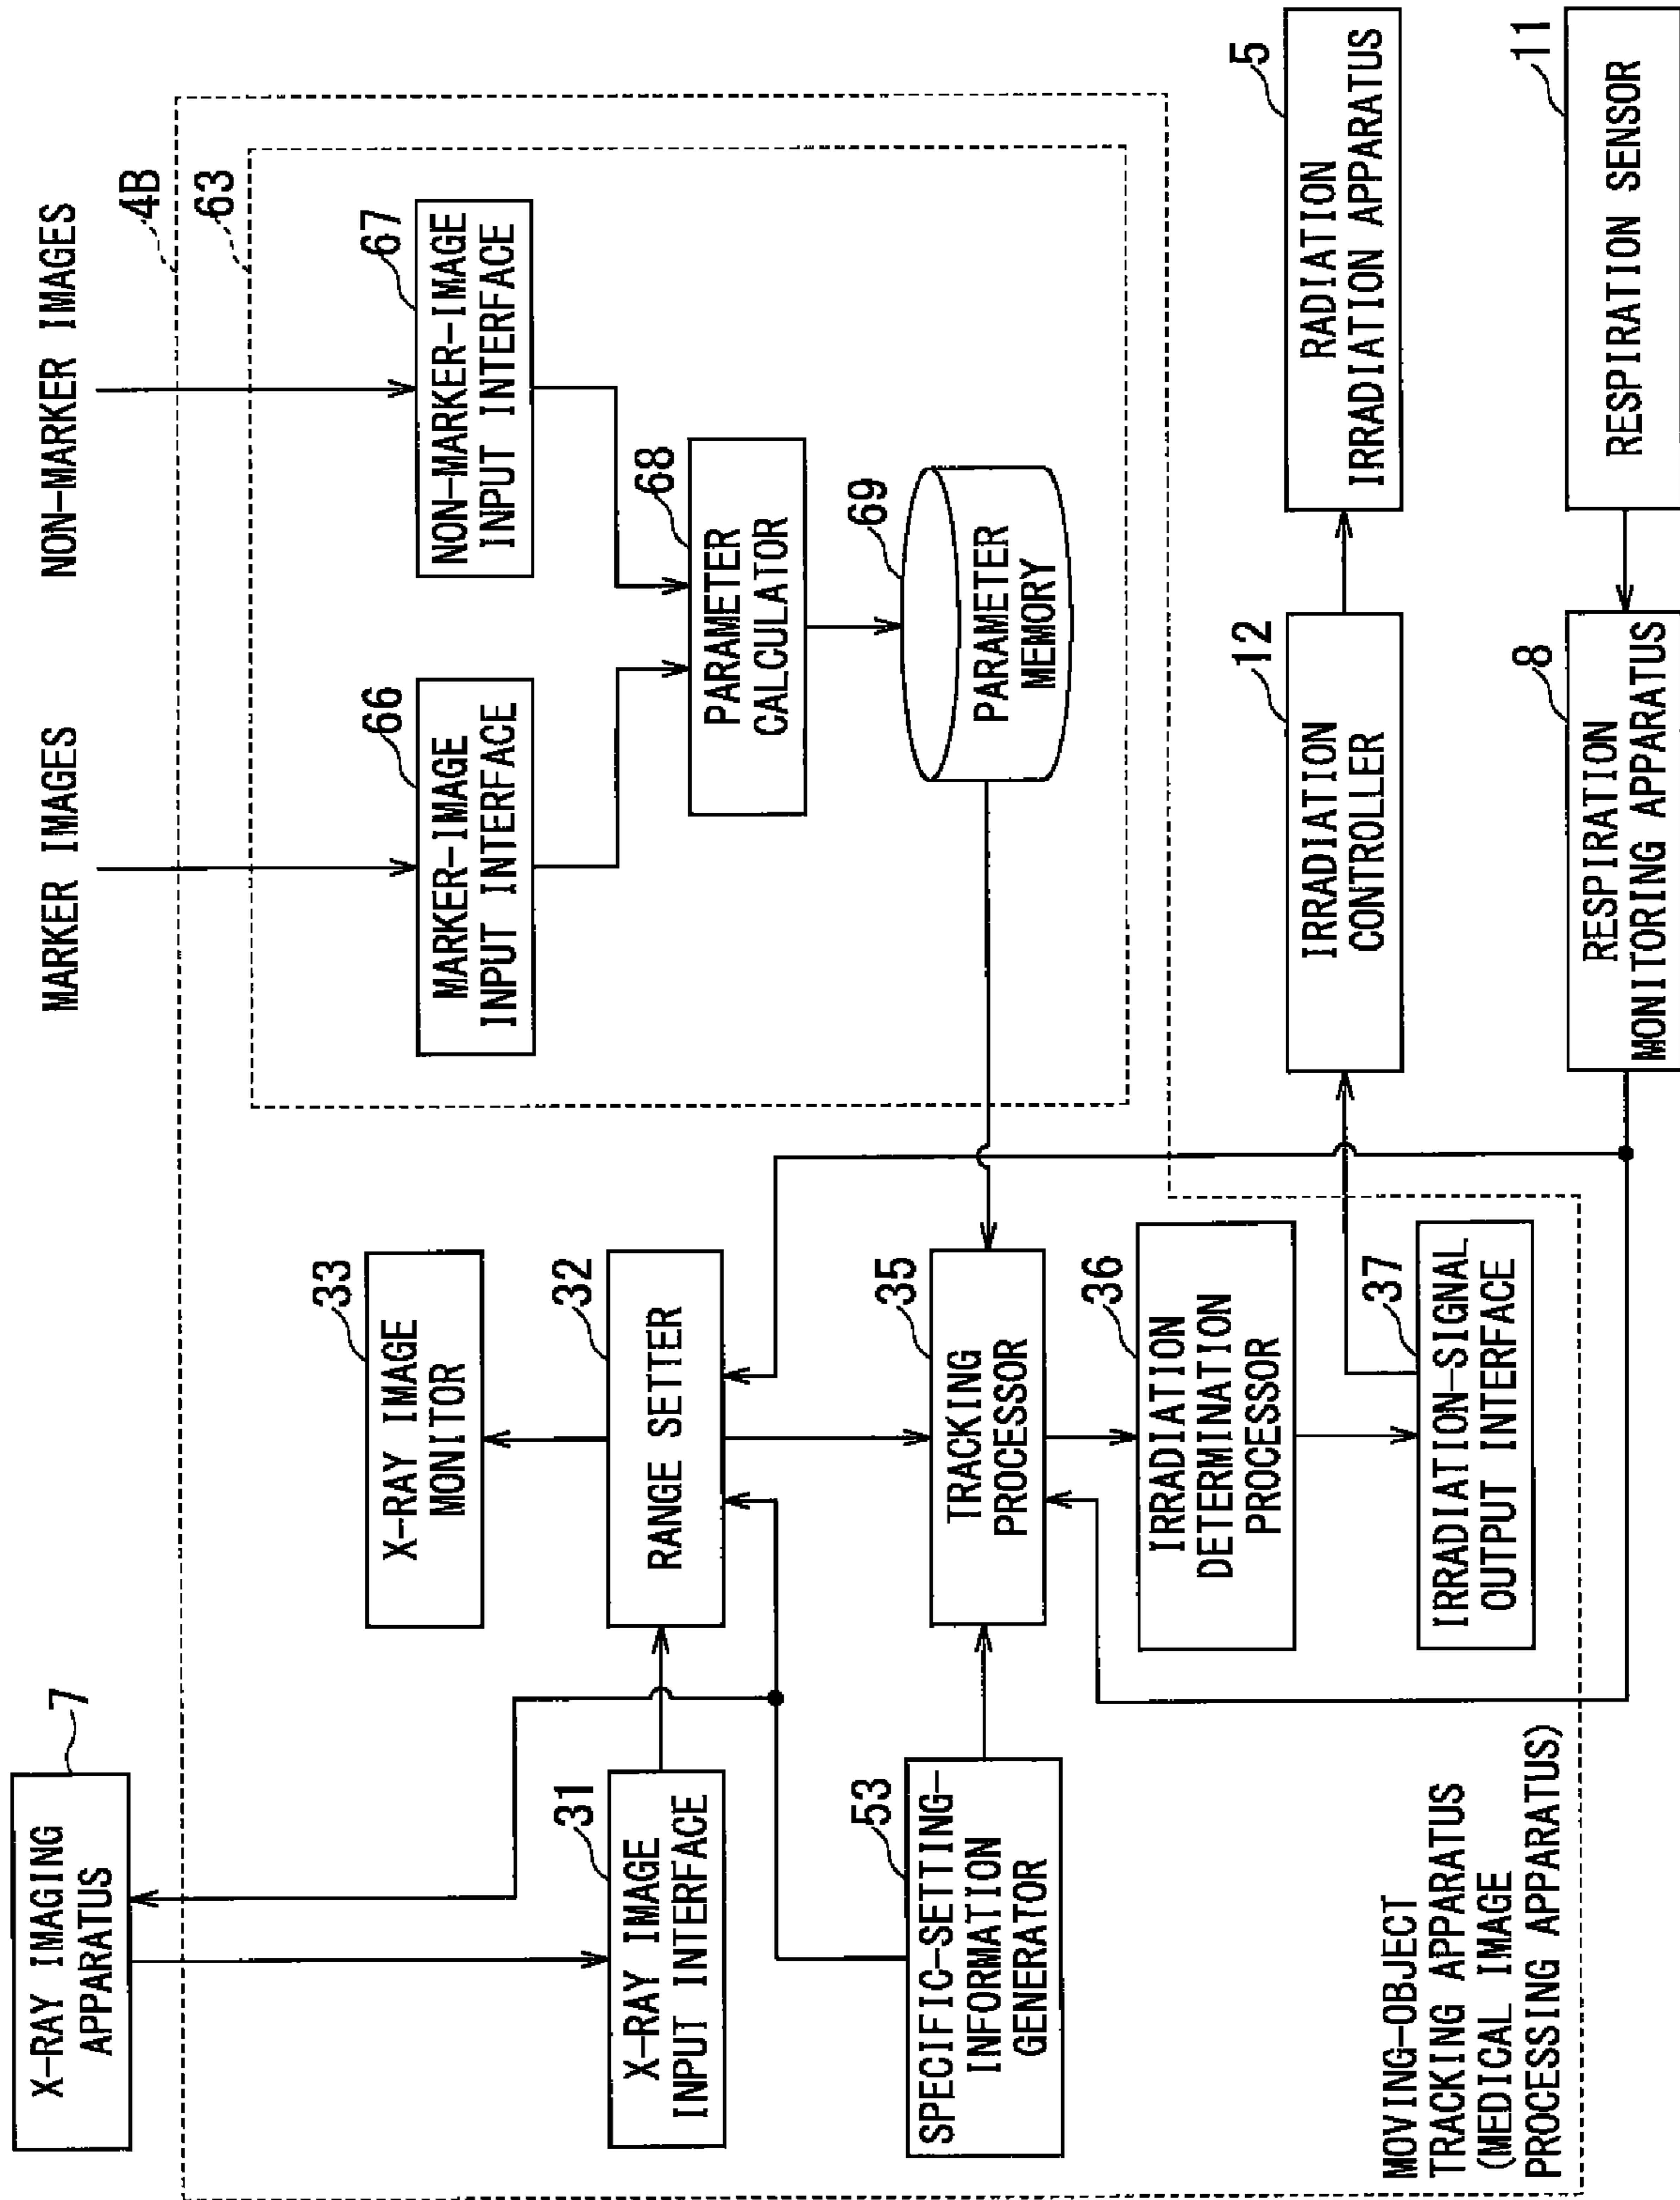 X-RAY IMAGING
APPARATUS
7
MARKER IMAGES
NON-MARKER IMAGES
4B
63
X-RAY IMAGE
INPUT INTERFACE
31
X-RAY IMAGE
MONITOR
33
RANGE SETTER
32
MARKER-IMAGE
INPUT INTERFACE
66
NON-MARKER-IMAGE
INPUT INTERFACE
67
PARAMETER
CALCULATOR
68
PARAMETER
MEMORY
69
SPECIFIC-SETTING-
INFORMATION
GENERATOR
53
TRACKING
PROCESSOR
35
IRRADIATION
DETERMINATION
PROCESSOR
36
IRRADIATION-SIGNAL
OUTPUT INTERFACE
37
IRRADIATION
CONTROLLER
12
RADIATION
IRRADIATION APPARATUS
5
MOVING-OBJECT
TRACKING APPARATUS
(MEDICAL IMAGE
PROCESSING APPARATUS)
RESPIRATION
MONITORING APPARATUS
8
RESPIRATION SENSOR
11